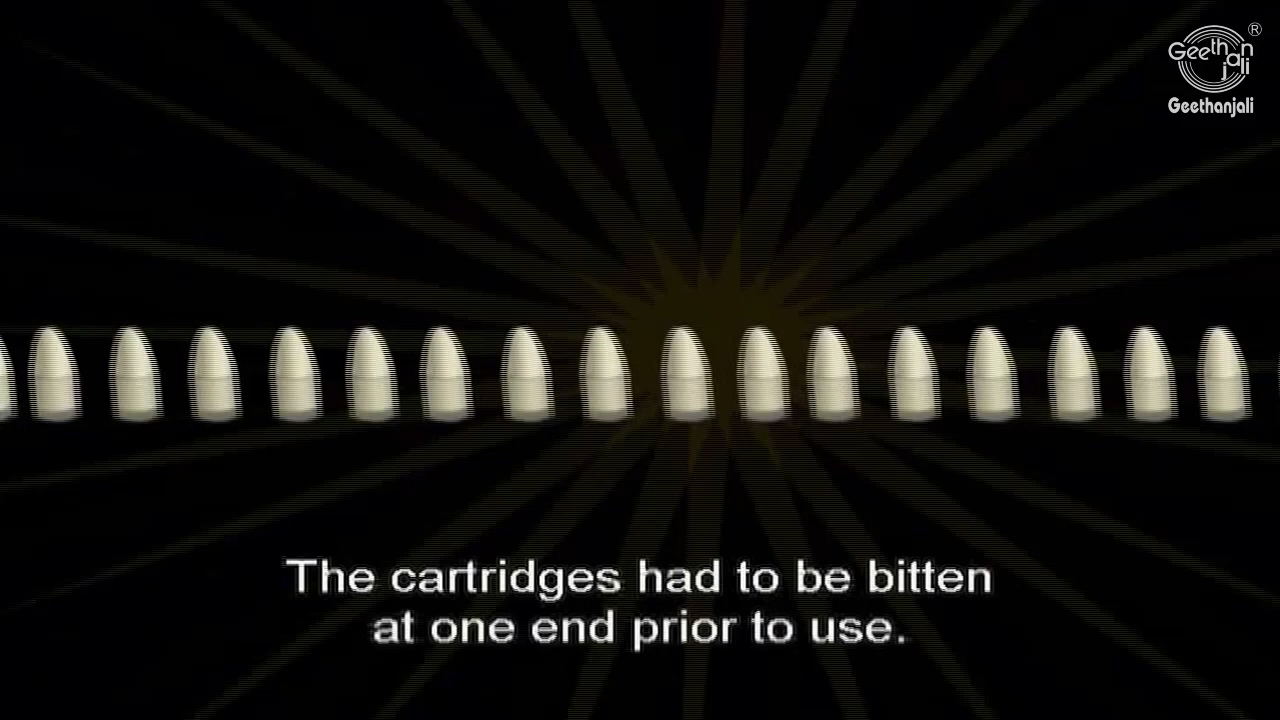 Geethanjali
®
Geethanjali
The cartridges had to be bitten
at one end prior to use.